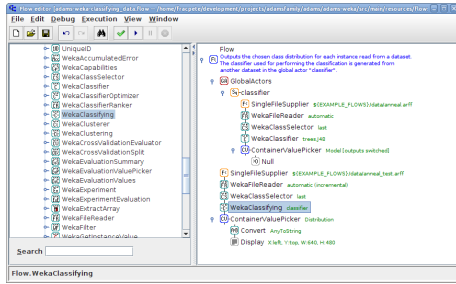 Flow editor [adams-weka-classifying_data.flow -- /home/fracpete/development/projects/adams/amily/adams/adams-weka/src/main/resources/flow
File Edit Debug Execution View Window
UniqueID
WekaAccumulatedError
WekaCapabilities
WekaClassSelector
WekaClassifier
WekaClassifierOptimizer
WekaClassifierRanker
WekaClassifying
WekaClusterer
WekaClustering
WekaCrossValidationEvaluator
WekaCrossValidationSplit
WekaEvaluationSummary
WekaEvaluationValuePicker
WekaEvaluationValues
WekaExperiment
WekaExperimentEvaluation
WekaExtractArray
WekaFileReader
WekaFilter
WekaGetInstanceValue
Search
Flow
Outputs the chosen class distribution for each instance read from a dataset.
The classifier used for performing the classification is generated from
another dataset in the global actor "classifier".
GlobalActors
classifier
SingleFileSupplier ${EXAMPLE_FLOWS}/data/anneal.arff
WekaFileReader automatic
WekaClassSelector last
WekaClassifier trees.J48
ContainerValuePicker Model [outputs switched]
Null
SingleFileSupplier ${EXAMPLE_FLOWS}/data/anneal_test.arff
WekaFileReader automatic (incremental)
WekaClassSelector last
WekaClassifying classifier
ContainerValuePicker Distribution
Convert AnyToString
Display X:left, Y:top, W:640, H:480
Flow.WekaClassifying